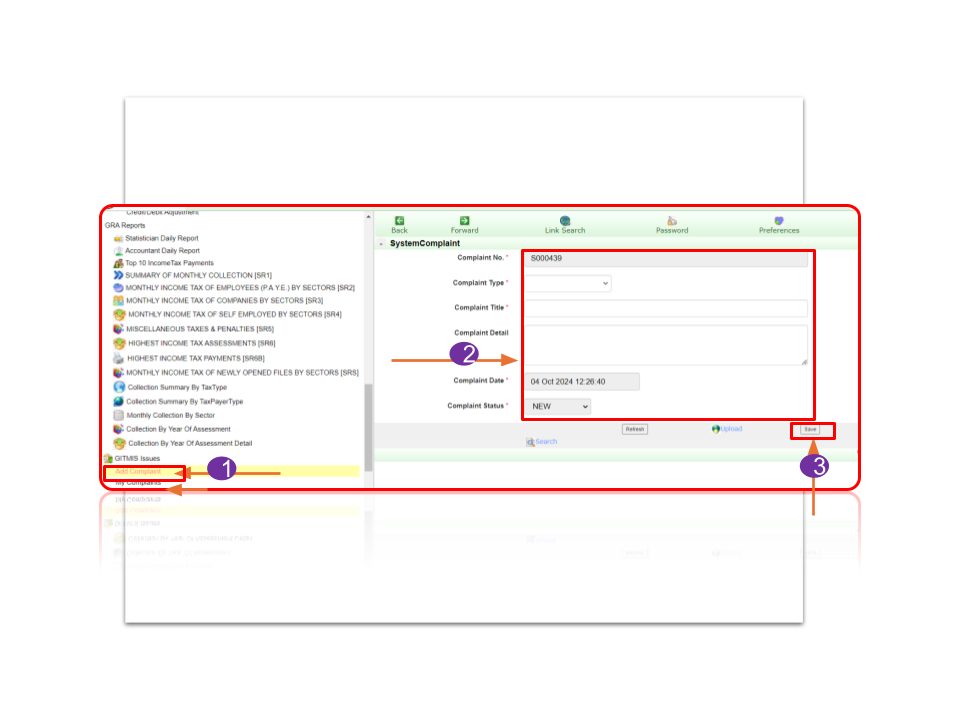 Credit/Debit Adjustment
GRA Reports
Statistician Daily Report
Accountant Daily Report
Top 10 IncomeTax Payments
SUMMARY OF MONTHLY COLLECTION [SR1]
MONTHLY INCOME TAX OF EMPLOYEES (P.A.Y.E.) BY SECTORS [SR2]
MONTHLY INCOME TAX OF COMPANIES BY SECTORS [SR3]
MONTHLY INCOME TAX OF SELF EMPLOYED BY SECTORS [SR4]
MISCELLANEOUS TAXES & PENALTIES [SR5]
HIGHEST INCOME TAX ASSESSMENTS [SR6]
HIGHEST INCOME TAX PAYMENTS [SR6B]
MONTHLY INCOME TAX OF NEWLY OPENED FILES BY SECTORS [SR5]
Collection Summary By TaxType
Collection Summary By TaxPayerType
Monthly Collection By Sector
Collection By Year Of Assessment
Collection By Year Of Assessment Detail
GITMIS Issues
Add Complaint
1
My Complaints
Back Forward Link Search Password Preferences
SystemComplaint
Complaint No. * S000439
Complaint Type *
Complaint Title *
Complaint Detail
2
Complaint Date * 04 Oct 2024 12:26:40
Complaint Status * NEW
Refresh Upload Save
Search
3